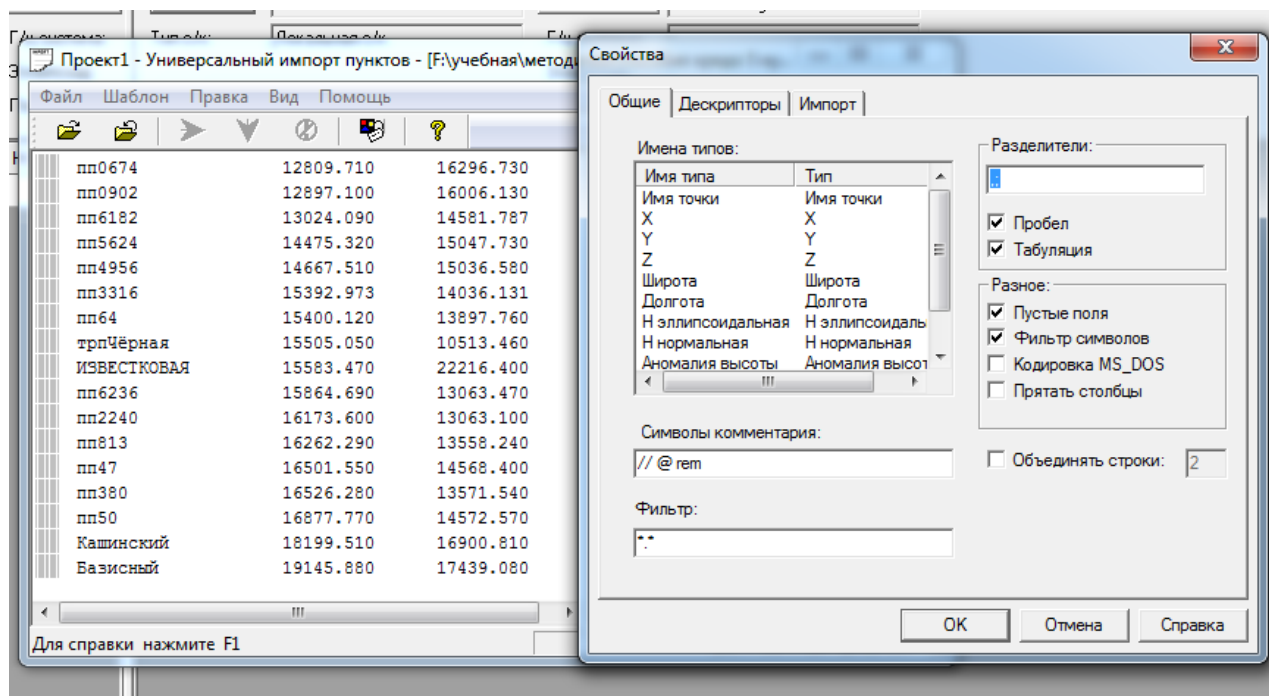 Проект1 - Универсальный импорт пунктов - [F:\учебная\методи
Файл Шаблон Правка Вид Помощь
пп0674 12809.710 16296.730
пп0902 12897.100 16006.130
пп6182 13024.090 14581.787
пп5624 14475.320 15047.730
пп4956 14667.510 15036.580
пп3316 15392.973 14036.131
пп64 15400.120 13897.760
трпЧёрная 15505.050 10513.460
ИЗВЕСТКОВАЯ 15583.470 22216.400
пп6236 15864.690 13063.470
пп2240 16173.600 13063.100
пп813 16262.290 13558.240
пп47 16501.550 14568.400
пп380 16526.280 13571.540
пп50 16877.770 14572.570
Кашинский 18199.510 16900.810
Базисный 19145.880 17439.080
Для справки нажмите F1
Свойства
Общие Дескрипторы Импорт
Имена типов:
Имя типа Тип
Имя точки Имя точки
X X
Y Y
Z Z
Широта Широта
Долгота Долгота
Н эллипсоидальная Н эллипсоидаль
Н нормальная Н нормальная
Аномалия высоты Аномалия высот
Символы комментария:
// @ rem
Фильтр:
*.*
Разделители:
Пробел
Табуляция
Разное:
Пустые поля
Фильтр символов
Кодировка MS_DOS
Прятать столбцы
Объединять строки: 2
OK Отмена Справка